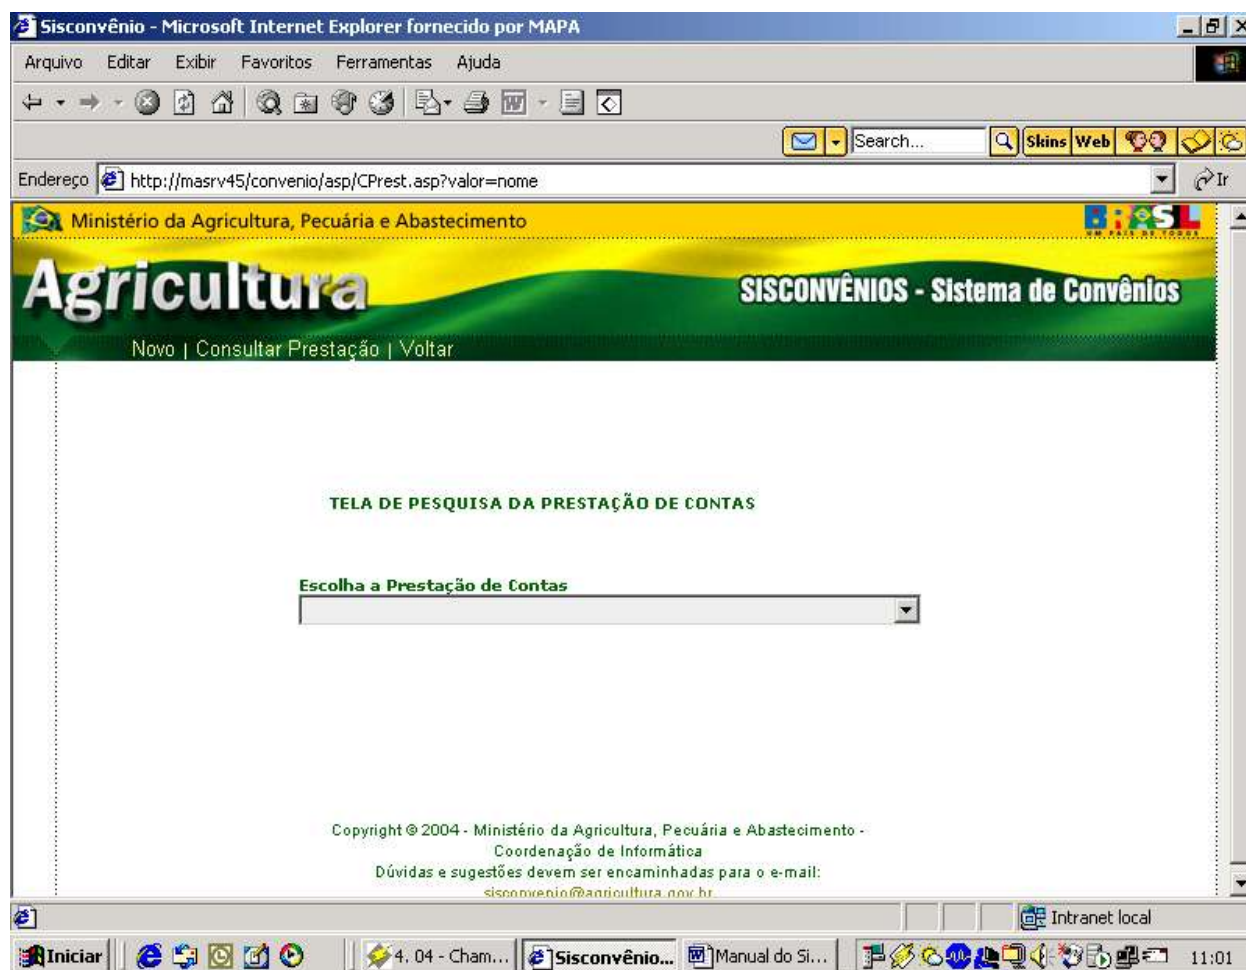 Sisconvênio - Microsoft Internet Explorer fornecido por MAPA
Arquivo Editar Exibir Favoritos Ferramentas Ajuda
Search... Skins Web
Endereço http://masrv45/convenio/asp/CPrest.asp?valor=nome Ir
Ministério da Agricultura, Pecuária e Abastecimento BRASIL
UM PAÍS DE TODOS
Agricultura SISCONVÊNIOS - Sistema de Convênios
Novo | Consultar Prestação | Voltar
TELA DE PESQUISA DA PRESTAÇÃO DE CONTAS
Escolha a Prestação de Contas
Copyright © 2004 - Ministério da Agricultura, Pecuária e Abastecimento -
Coordenação de Informática
Dúvidas e sugestões devem ser encaminhadas para o e-mail:
sisconvenio@agricultura.gov.br
Intranet local
Iniciar 4. 04 - Cham... Sisconvênio... Manual do Si... 11:01